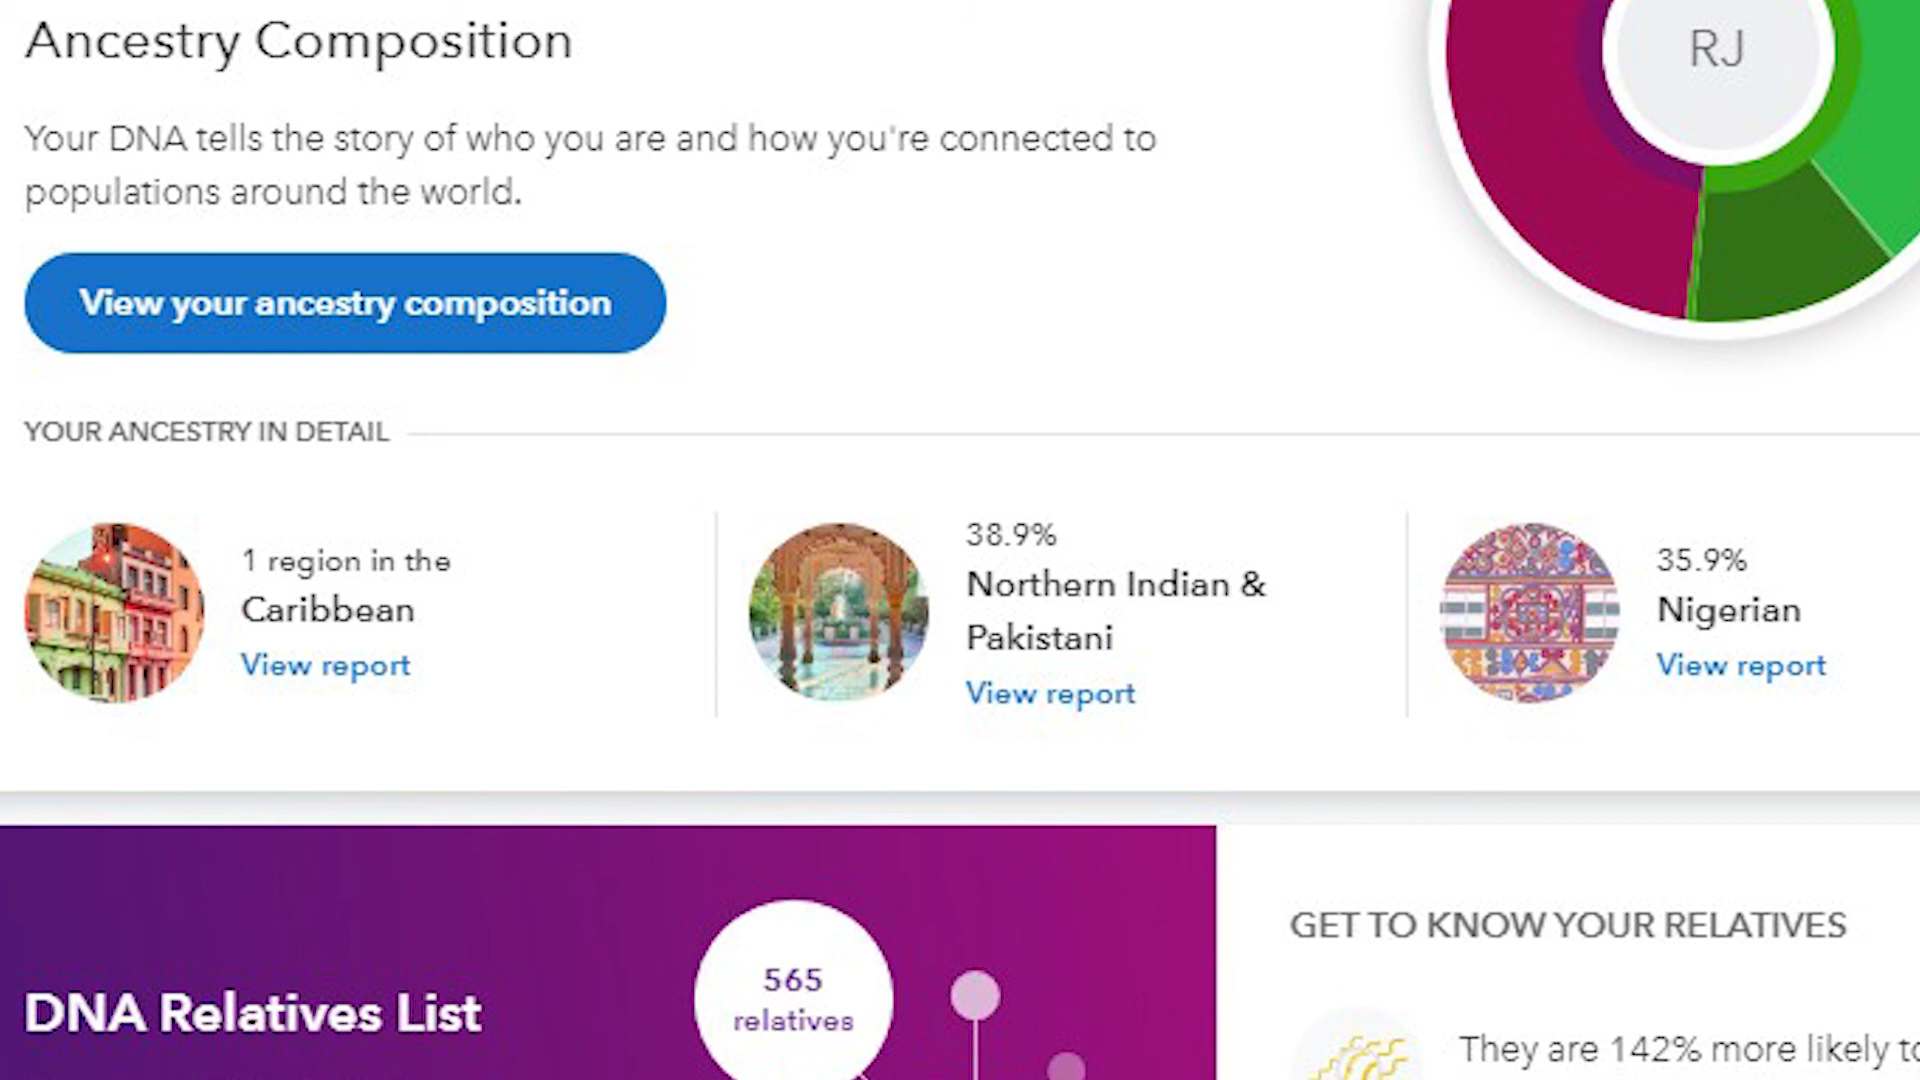 Ancestry Composition
RJ
Your DNA tells the story of who you are and how you're connected to
populations around the world.
View your ancestry composition
YOUR ANCESTRY IN DETAIL
1 region in the
Caribbean
View report
38.9%
Northern Indian &
Pakistani
View report
35.9%
Nigerian
View report
DNA Relatives List
565
relatives
GET TO KNOW YOUR RELATIVES
They are 142% more likely to